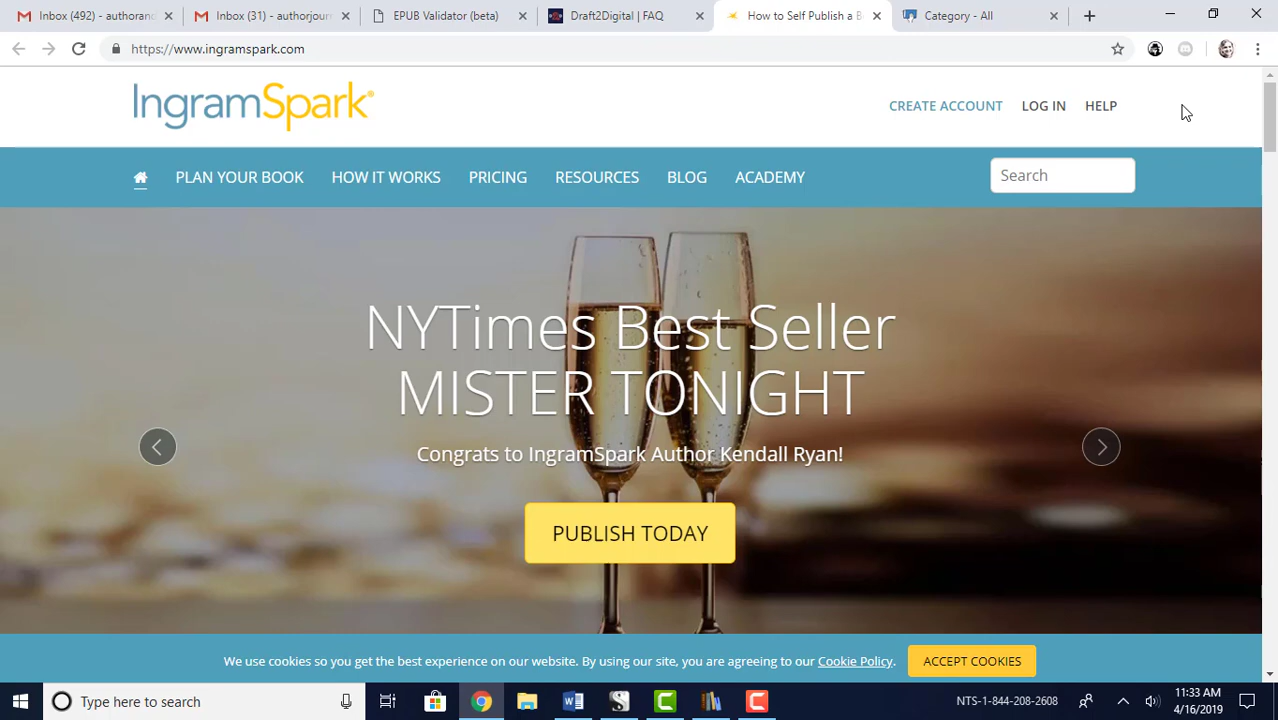 Inbox (492) - authorand
Inbox (31) - authorjourn
EPUB Validator (beta)
Draft2Digital | FAQ
How to Self Publish a B
Category - All
https://www.ingramspark.com
IngramSpark®
CREATE ACCOUNT
LOG IN
HELP
PLAN YOUR BOOK
HOW IT WORKS
PRICING
RESOURCES
BLOG
ACADEMY
Search
NYTimes Best Seller
MISTER TONIGHT
Congrats to IngramSpark Author Kendall Ryan!
PUBLISH TODAY
We use cookies so you get the best experience on our website. By using our site, you are agreeing to our Cookie Policy.
ACCEPT COOKIES
Type here to search
NTS-1-844-208-2608
11:33 AM
4/16/2019